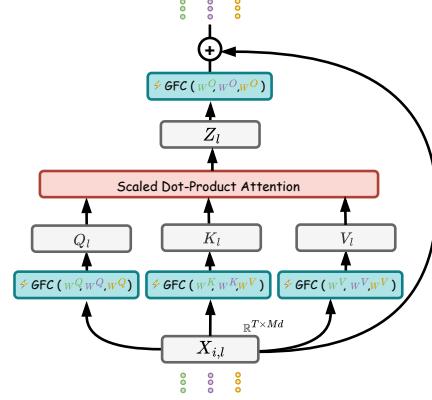 +
⚡ GFC ( W^O, W^O, W^O )
Z_l
Scaled Dot-Product Attention
Q_l K_l V_l
⚡ GFC ( W^Q, W^Q, W^Q ) ⚡ GFC ( W^K W^K W^V ) ⚡ GFC ( W^V, W^V, W^V )
ℝ^{T×Md}
X_{i,l}